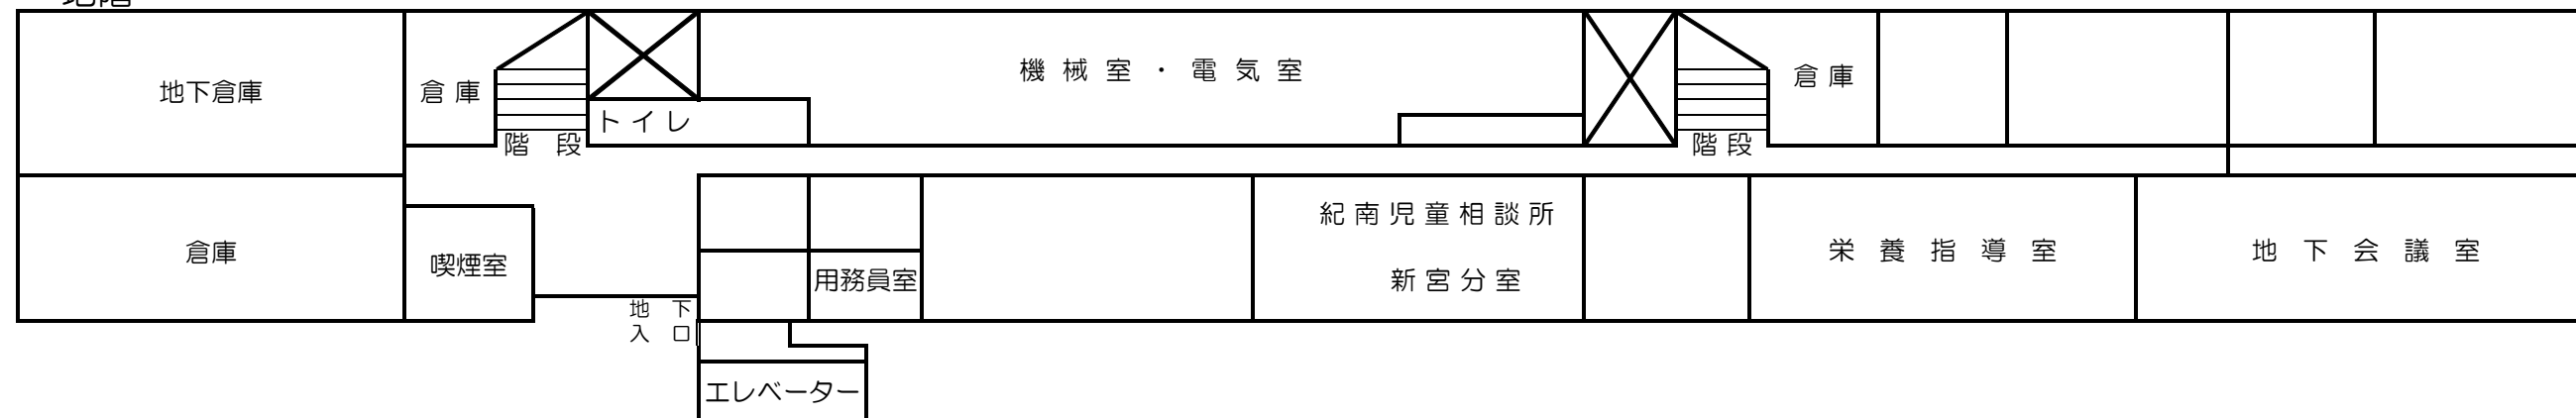 地下倉庫
倉庫
階段
トイレ
機械室・電気室
階段
倉庫
倉庫
喫煙室
地下
入口
用務員室
紀南児童相談所
新宮分室
栄養指導室
地下会議室
エレベーター